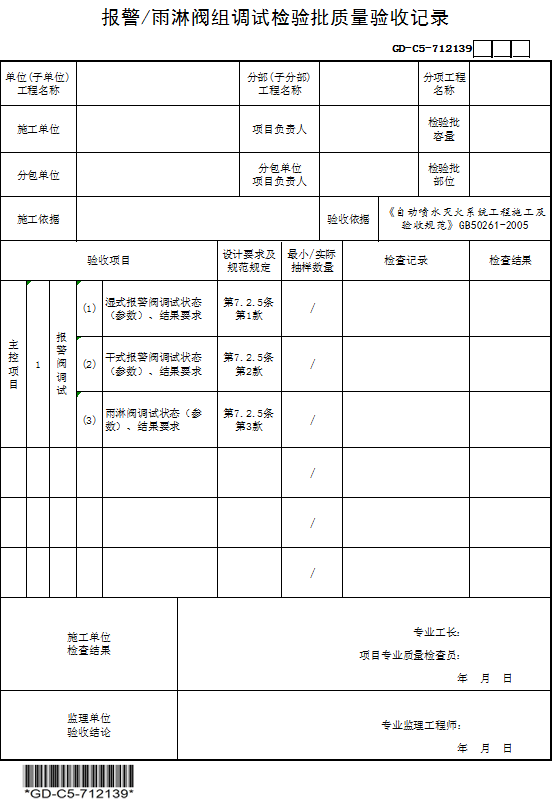 报警/雨淋阀组调试检验批质量验收记录
GD-C5-712139
单位(子单位)
工程名称
分部(子分部)
工程名称
分项工程
名称
施工单位
项目负责人
检验批
容量
分包单位
分包单位
项目负责人
检验批
部位
施工依据
验收依据
《自动喷水灭火系统工程施工及
验收规范》GB50261-2005
验收项目
设计要求及
规范规定
最小/实际
抽样数量
检查记录
检查结果
主控项目
1
报警阀调试
(1)
湿式报警阀调试状态
(参数)、结果要求
第7.2.5条
第1款
/
(2)
干式报警阀调试状态
(参数)、结果要求
第7.2.5条
第2款
/
(3)
雨淋阀调试状态(参
数)、结果要求
第7.2.5条
第3款
/
/
/
/
施工单位
检查结果
专业工长:
项目专业质量检查员:
年 月 日
监理单位
验收结论
专业监理工程师:
年 月 日
*GD-C5-712139*